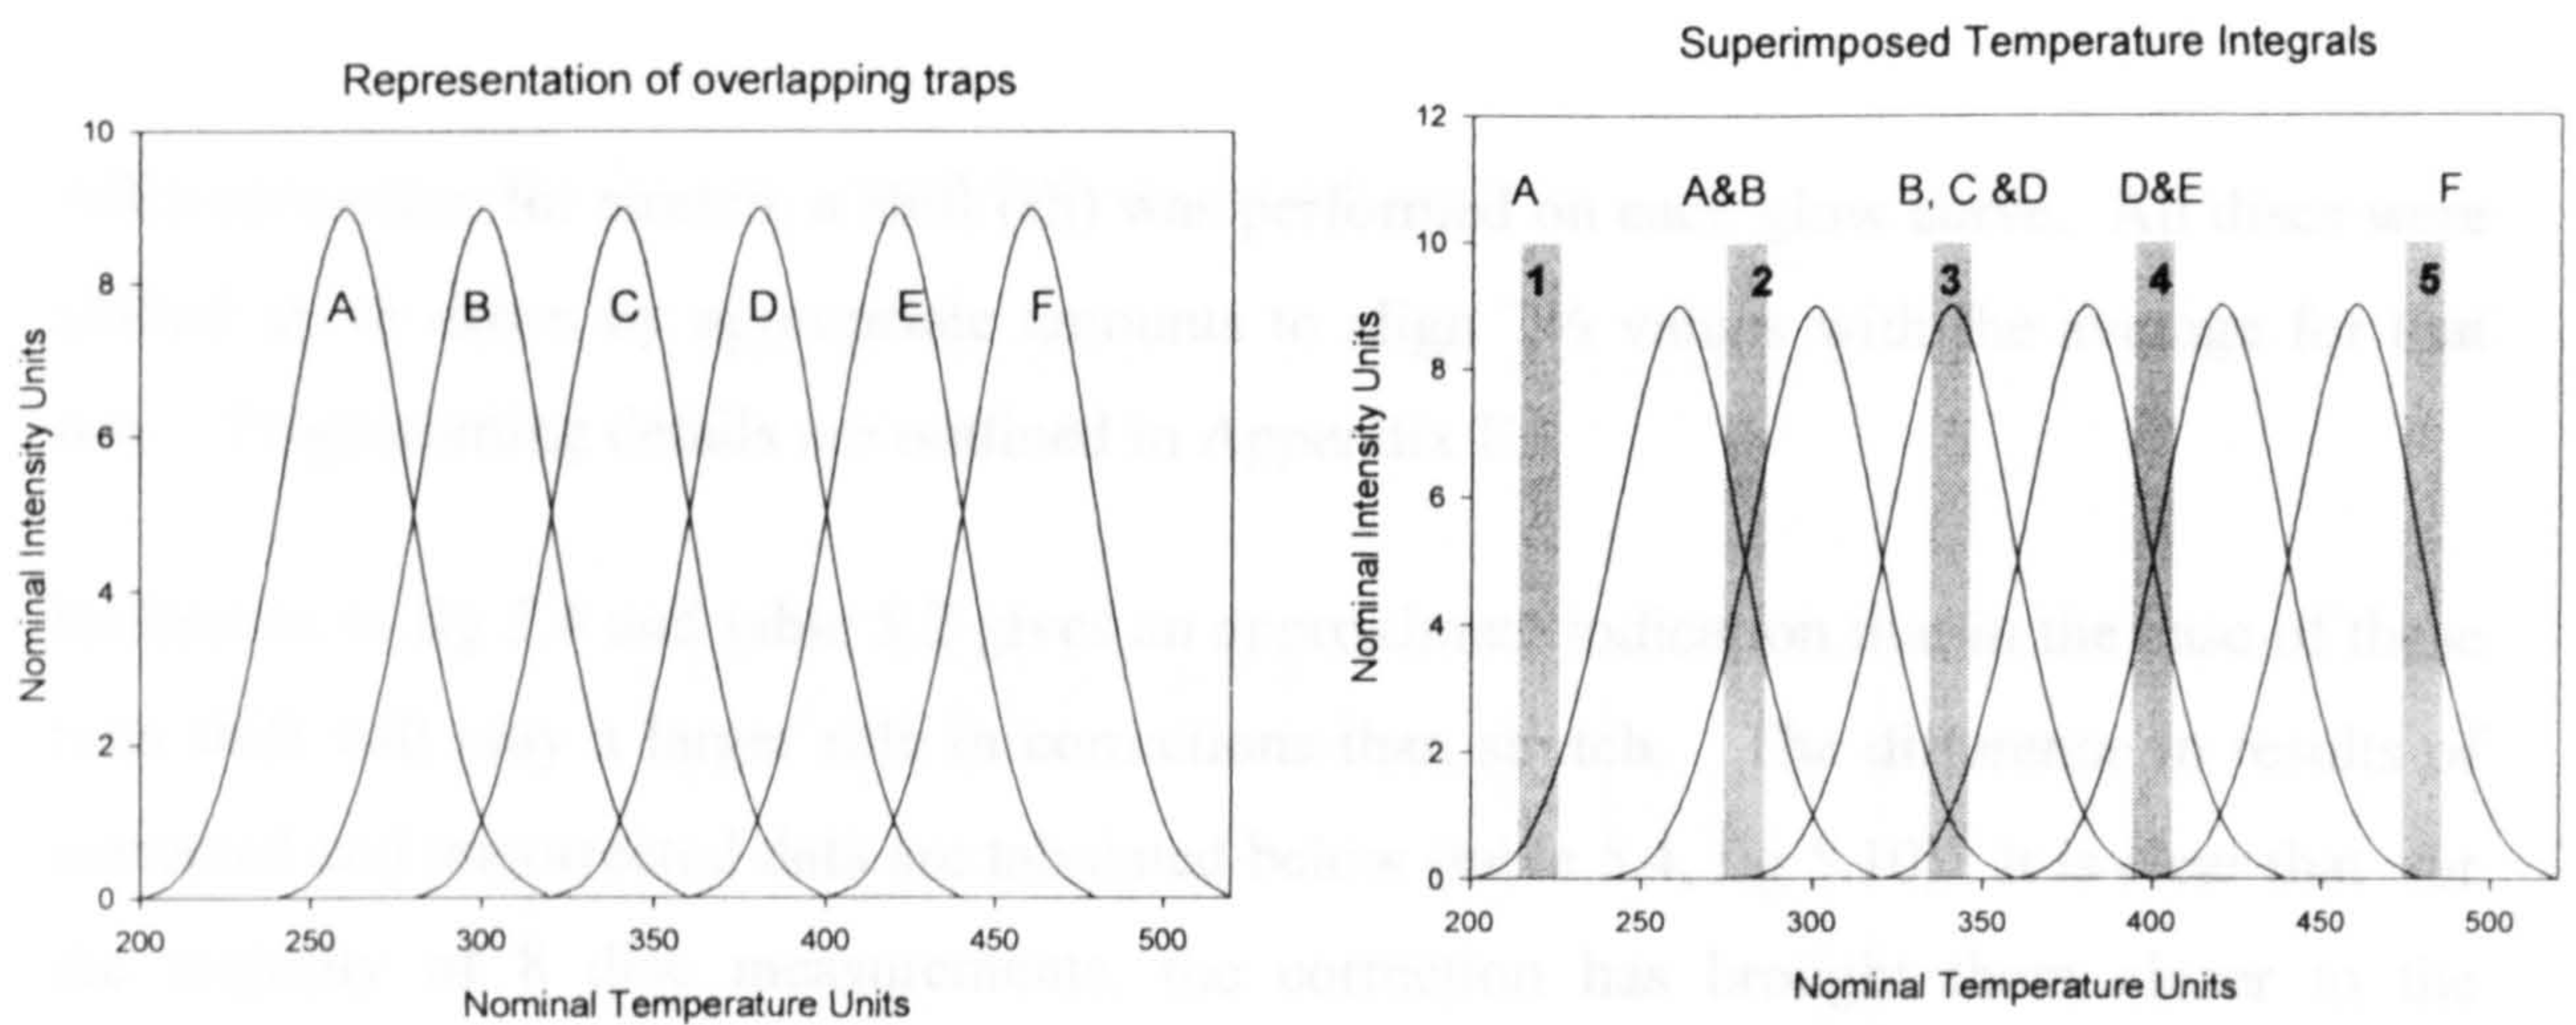 Representation of overlapping traps
10
8
6
4
2
0
A B C D E F
200 250 300 350 400 450 500
Nominal Intensity Units
Nominal Temperature Units
Superimposed Temperature Integrals
12
10
8
6
4
2
0
A A&B B, C &D D&E F
1 2 3 4 5
200 250 300 350 400 450 500
Nominal Intensity Units
Nominal Temperature Units